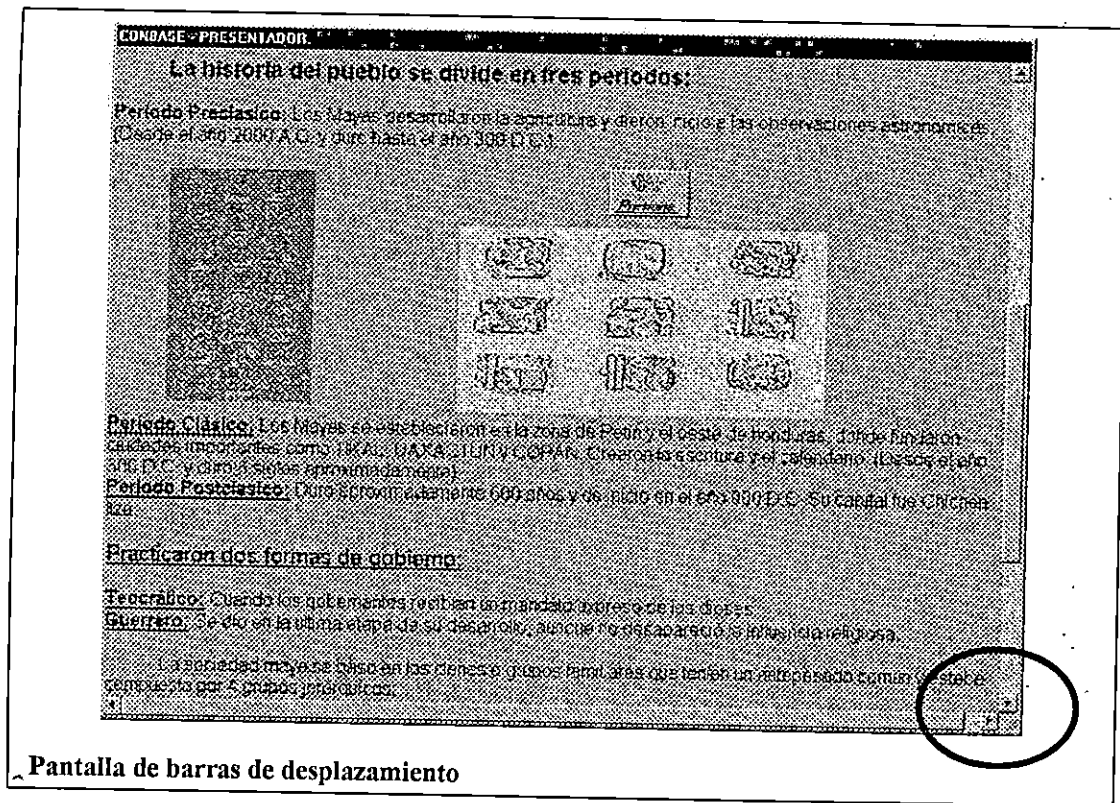 CONBASE - PRESENTADOR
La historia del pueblo se divide en tres periodos:
Periodo Preclasico: Los Mayas desarrollaron la agricultura y dieron inicio a las observaciones astronomicas
(Desde el año 2000 A.C. y duro hasta el año 300 D.C.)
Periodo Clásico: Los Mayas se establecieron en la zona de Petin y el oeste de honduras, donde fundaron
ciudades importantes como TIKAL, UAXACTUN y COPAN. Crearon la escritura y el calendario. (Desde el año
300 D.C. y duro 6 siglos aproximadamente)
Periodo Postclasico: Duro aproximadamente 600 años y dio inicio en el año 900 D.C. Su capital fue Chichen
Itza.
Practicaron dos formas de gobierno:
Teocratico: Cuando los gobernantes recibian un mandato expreso de los dioses.
Guerrero: Se dio en la ultima etapa de su desarrollo, aunque no desaparecio la influencia religiosa.
La sociedad maya se baso en los clanes o grupos familiares que tenian un antepasado comun y estaba
compuesta por 4 grupos jerarquicos:
Pantalla de barras de desplazamiento